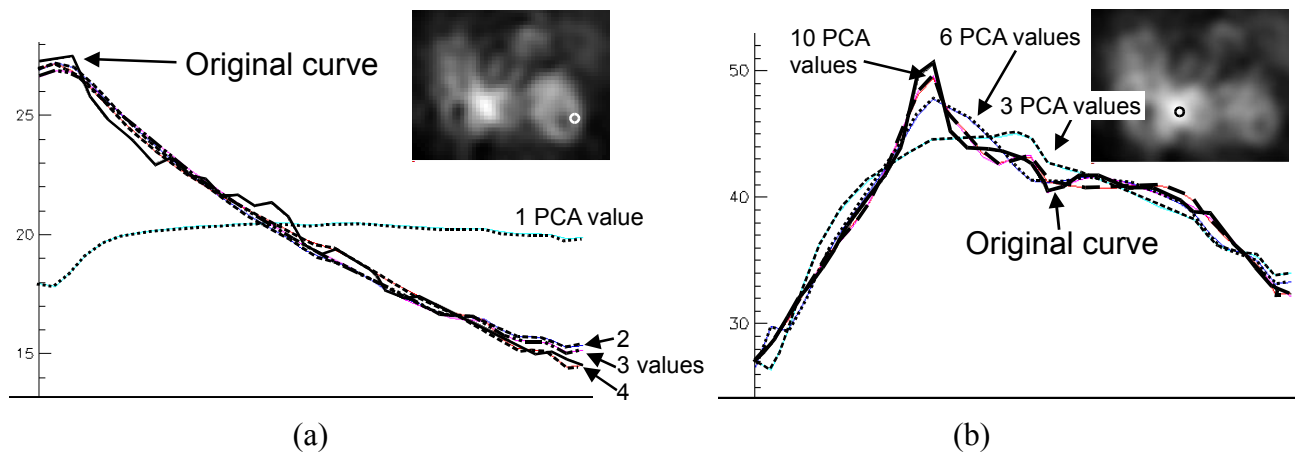 Original curve
25
20
15
1 PCA value
2
3 values
4
(a)
10 PCA
values
6 PCA values
3 PCA values
50
40
30
Original curve
(b)